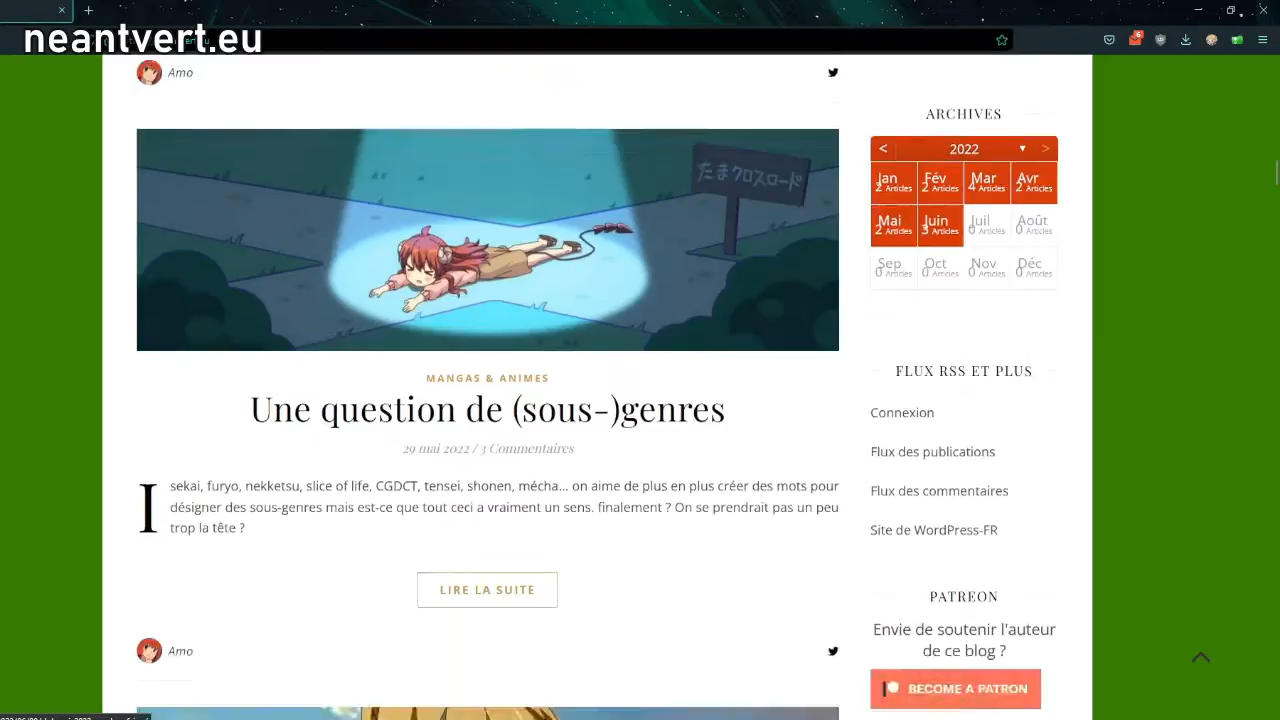 neantvert.eu
6
Amo
たまクロスロード
MANGAS & ANIMES
Une question de (sous-)genres
29 mai 2022 / 3 Commentaires
Isekai, furyo, nekketsu, slice of life, CGDCT, tensei, shonen, mécha... on aime de plus en plus créer des mots pour
désigner des sous-genres mais est-ce que tout ceci a vraiment un sens. finalement ? On se prendrait pas un peu
trop la tête ?
LIRE LA SUITE
Amo
ARCHIVES
< 2022 ▼ >
Jan Fév Mar Avr
2 Articles 2 Articles 4 Articles 2 Articles
Mai Juin Juil Août
2 Articles 3 Articles 0 Articles 0 Articles
Sep Oct Nov Déc
0 Articles 0 Articles 0 Articles 0 Articles
FLUX RSS ET PLUS
Connexion
Flux des publications
Flux des commentaires
Site de WordPress-FR
PATREON
Envie de soutenir l'auteur
de ce blog ?
BECOME A PATRON